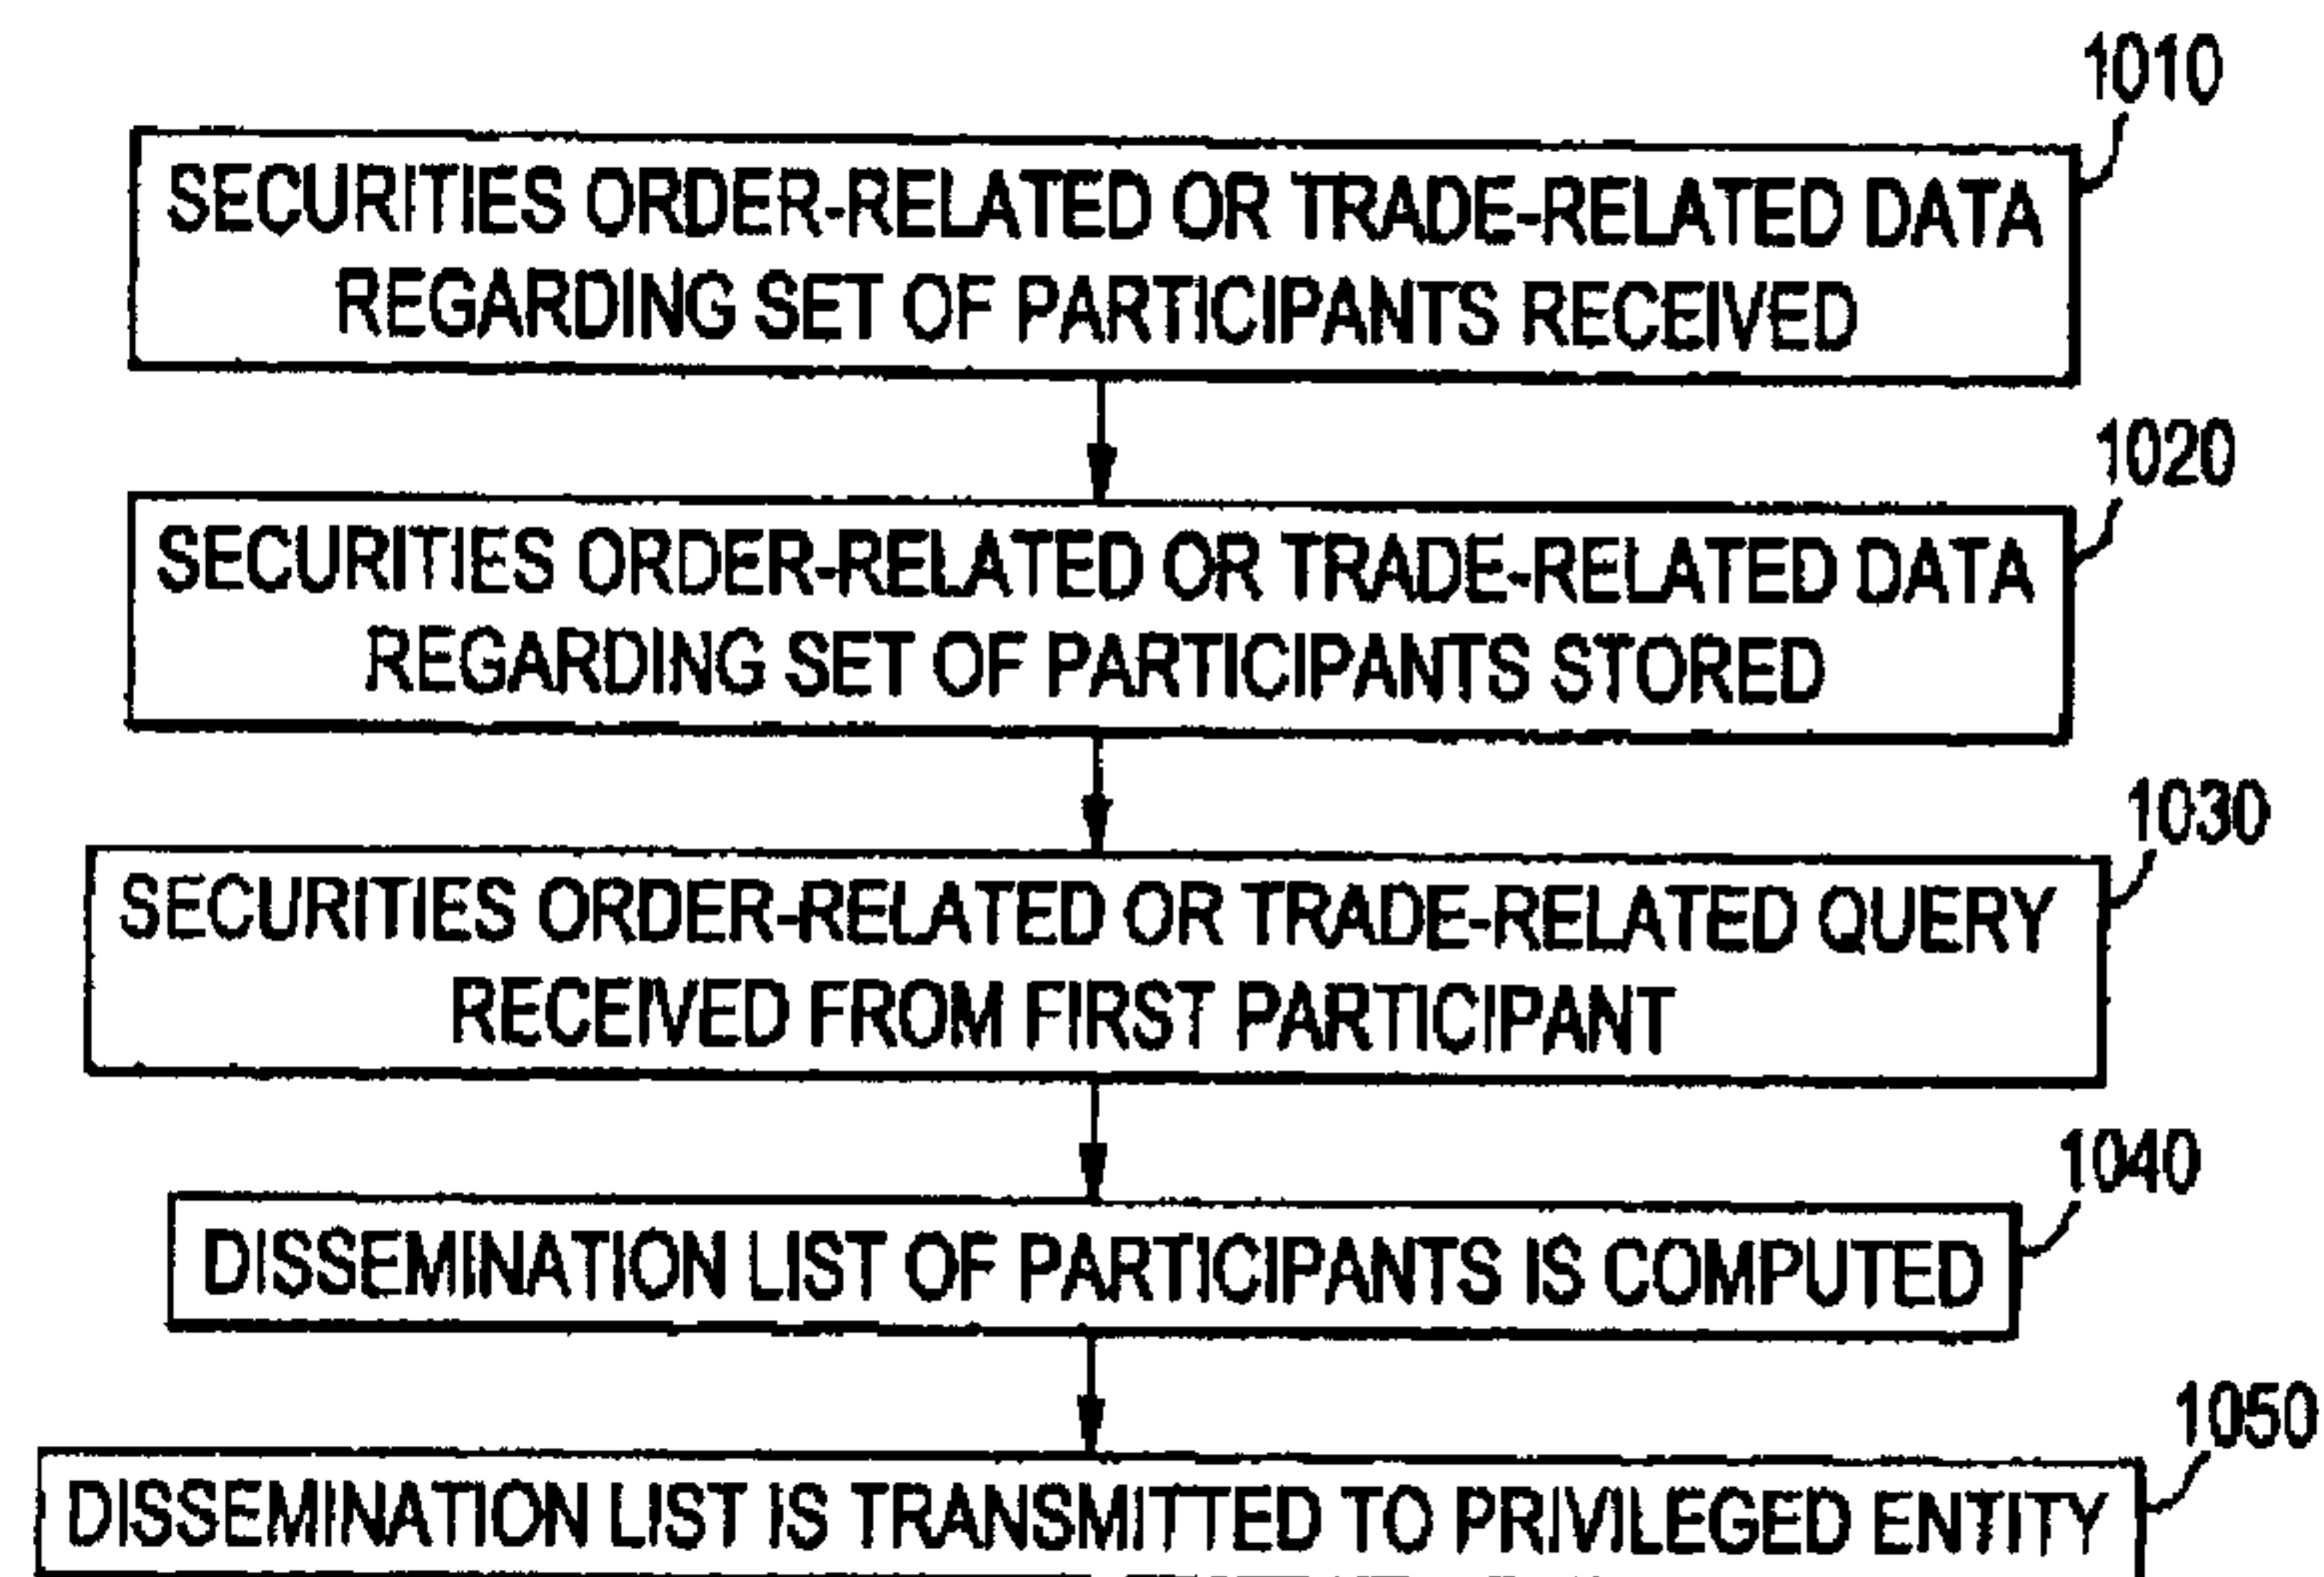 1010
SECURITIES ORDER-RELATED OR TRADE-RELATED DATA
REGARDING SET OF PARTICIPANTS RECEIVED
1020
SECURITIES ORDER-RELATED OR TRADE-RELATED DATA
REGARDING SET OF PARTICIPANTS STORED
1030
SECURITIES ORDER-RELATED OR TRADE-RELATED QUERY
RECEIVED FROM FIRST PARTICIPANT
1040
DISSEMINATION LIST OF PARTICIPANTS IS COMPUTED
1050
DISSEMINATION LIST IS TRANSMITTED TO PRIVILEGED ENTITY